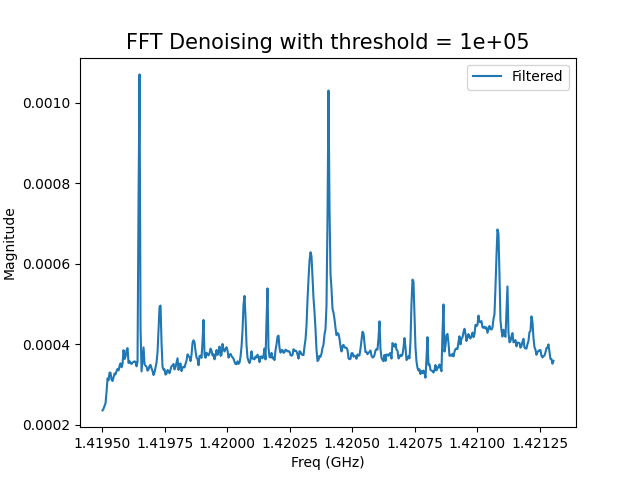 FFT Denoising with threshold = 1e+05
Filtered
0.0010
0.0008
0.0006
0.0004
0.0002
Magnitude
1.41950 1.41975 1.42000 1.42025 1.42050 1.42075 1.42100 1.42125
Freq (GHz)